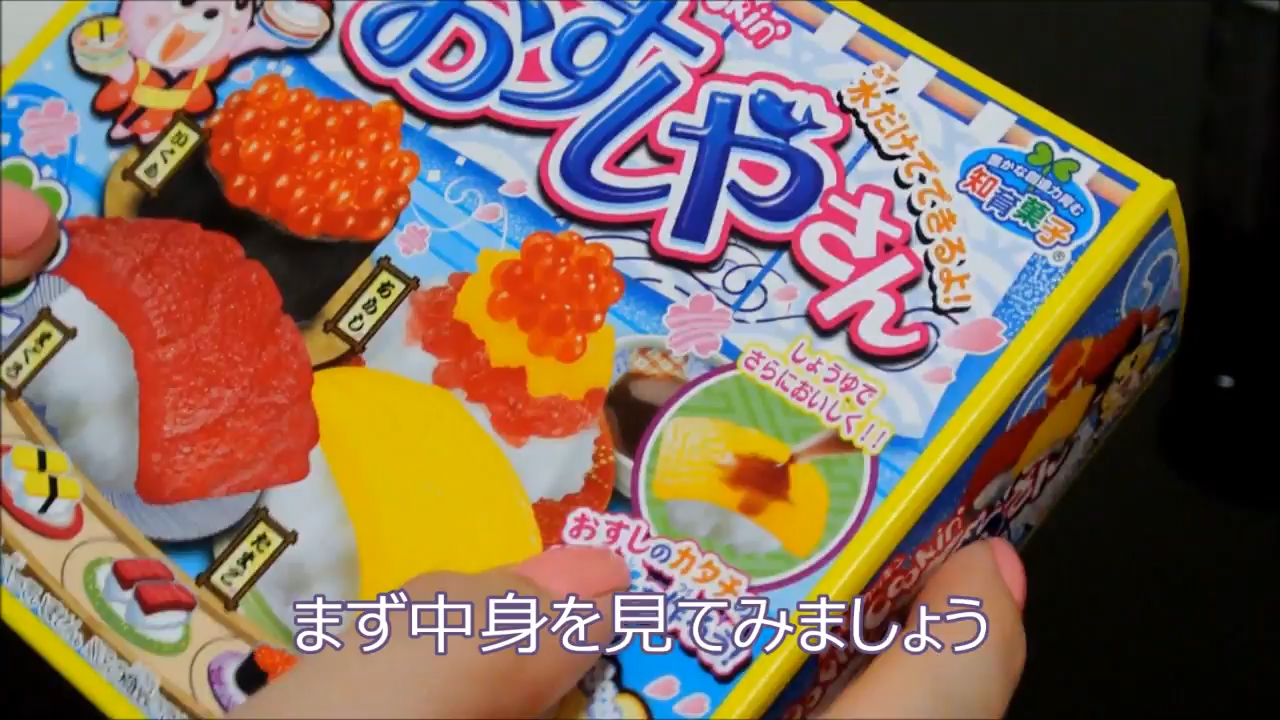 おすしやさん
水だけでできるよ!
豊かな創造力育む
知育菓子®
まぐろ
たまご
しょうゆで
さらにおいしく!!
おすしのカタチ
まず中身を見てみましょう